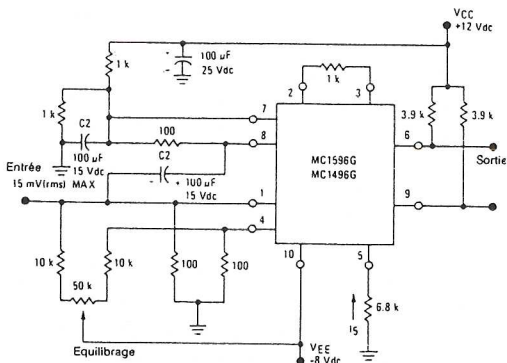 VCC
+12 Vdc
100 µF
25 Vdc
1 k
1 k
2
3
1 k
3.9 k
3.9 k
7
C2
100
8
MC1596G
MC1496G
6
Sortie
Entrée
100 µF
15 Vdc
C2
15 mV(rms) MAX
- + 100 µF
15 Vdc
1
9
4
10
5
10 k
10 k
100
100
50 k
I5
6.8 k
Equilibrage
VEE
-8 Vdc